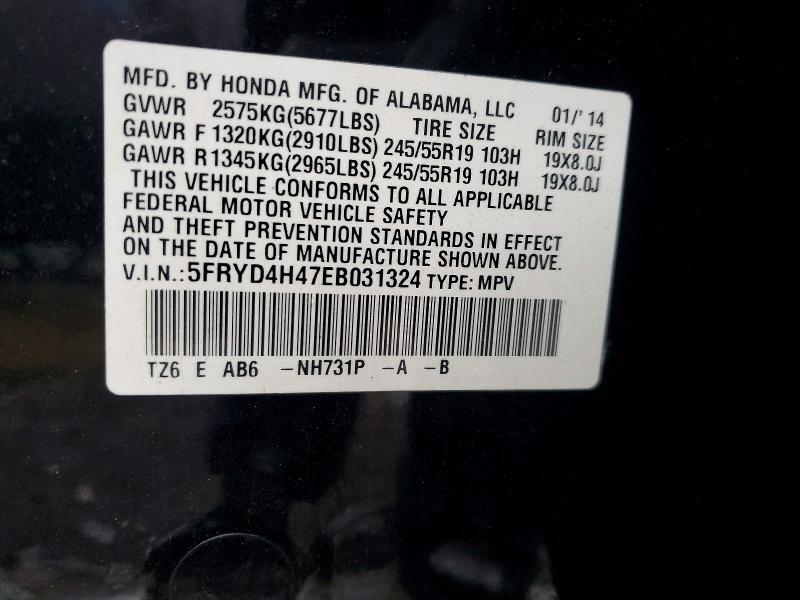 MFD. BY HONDA MFG. OF ALABAMA, LLC 01/' 14
GVWR 2575KG(5677LBS) TIRE SIZE RIM SIZE
GAWR F 1320KG(2910LBS) 245/55R19 103H 19X8.0J
GAWR R 1345KG(2965LBS) 245/55R19 103H 19X8.0J
THIS VEHICLE CONFORMS TO ALL APPLICABLE
FEDERAL MOTOR VEHICLE SAFETY
AND THEFT PREVENTION STANDARDS IN EFFECT
ON THE DATE OF MANUFACTURE SHOWN ABOVE.
V.I.N.: 5FRYD4H47EB031324 TYPE: MPV
TZ6 E AB6 -NH731P -A -B